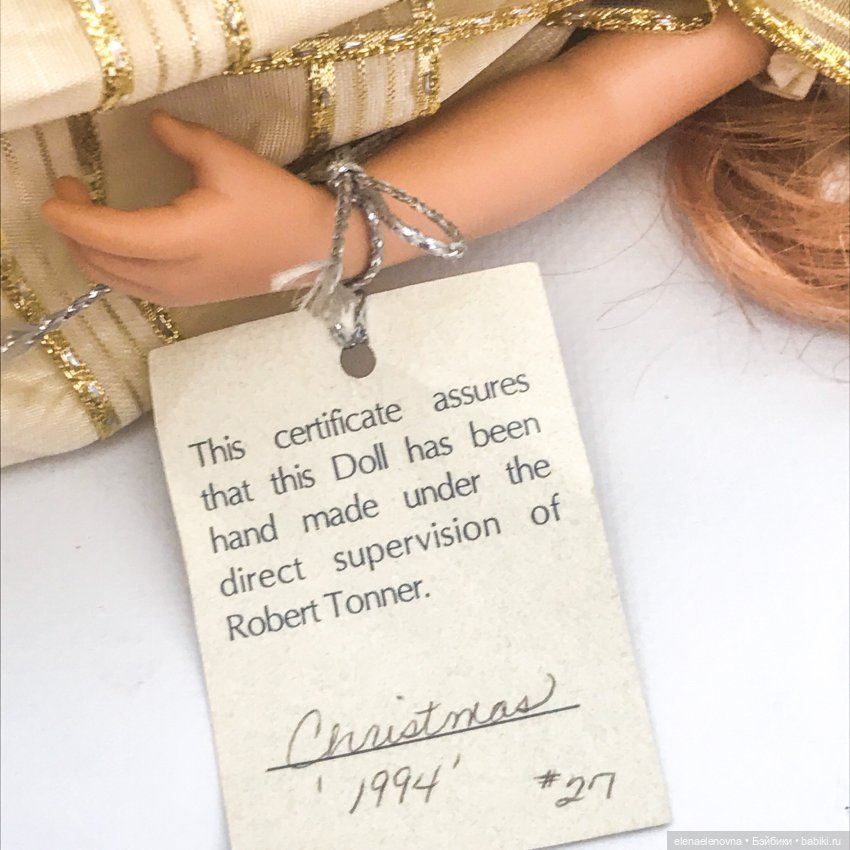 This certificate assures
that this Doll has been
hand made under the
direct supervision of
Robert Tonner.
Christmas
'1994' #27
elenaelenovna • Бэйбики • babiki.ru